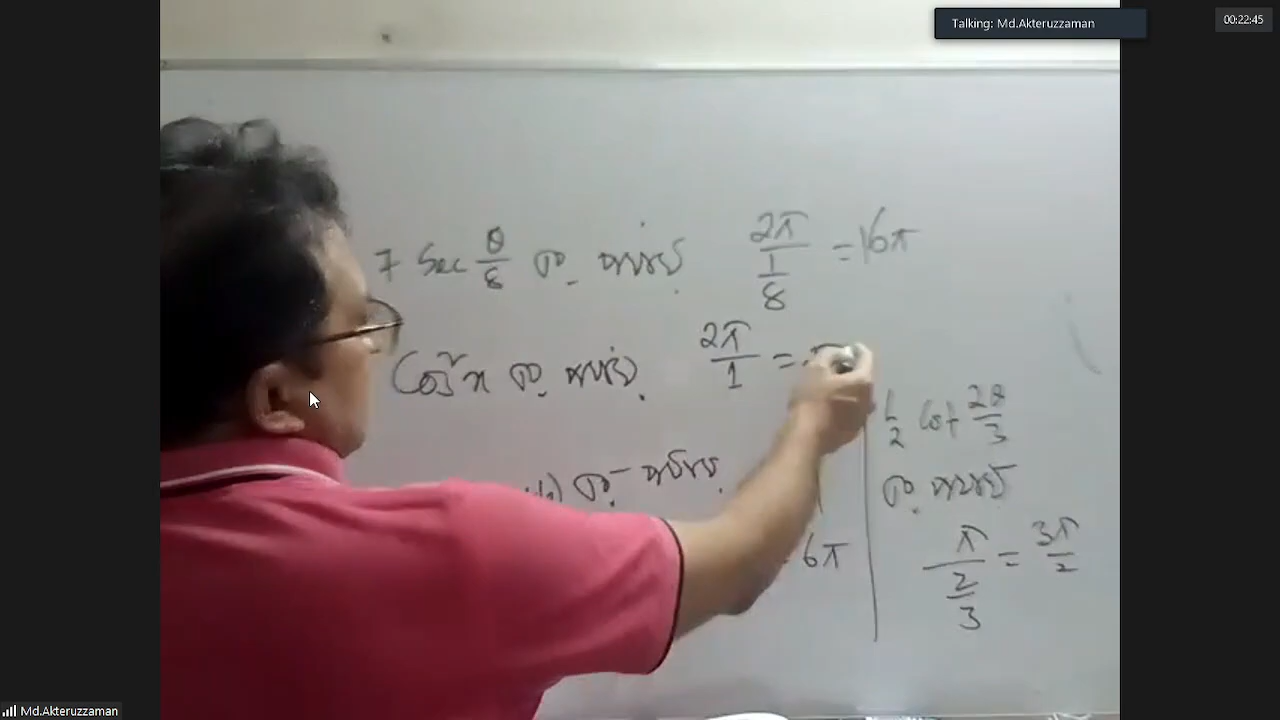 Talking: Md.Akteruzzaman
00:22:45
7 Sec θ/8 এর পর্যায় 2π/(1/8) = 16π
Cos³x এর পর্যায় 2π/1 =
এর পর্যায়
6π
1/2 Cot 2θ/3
এর পর্যায়
π/(2/3) = 3π/2
Md.Akteruzzaman